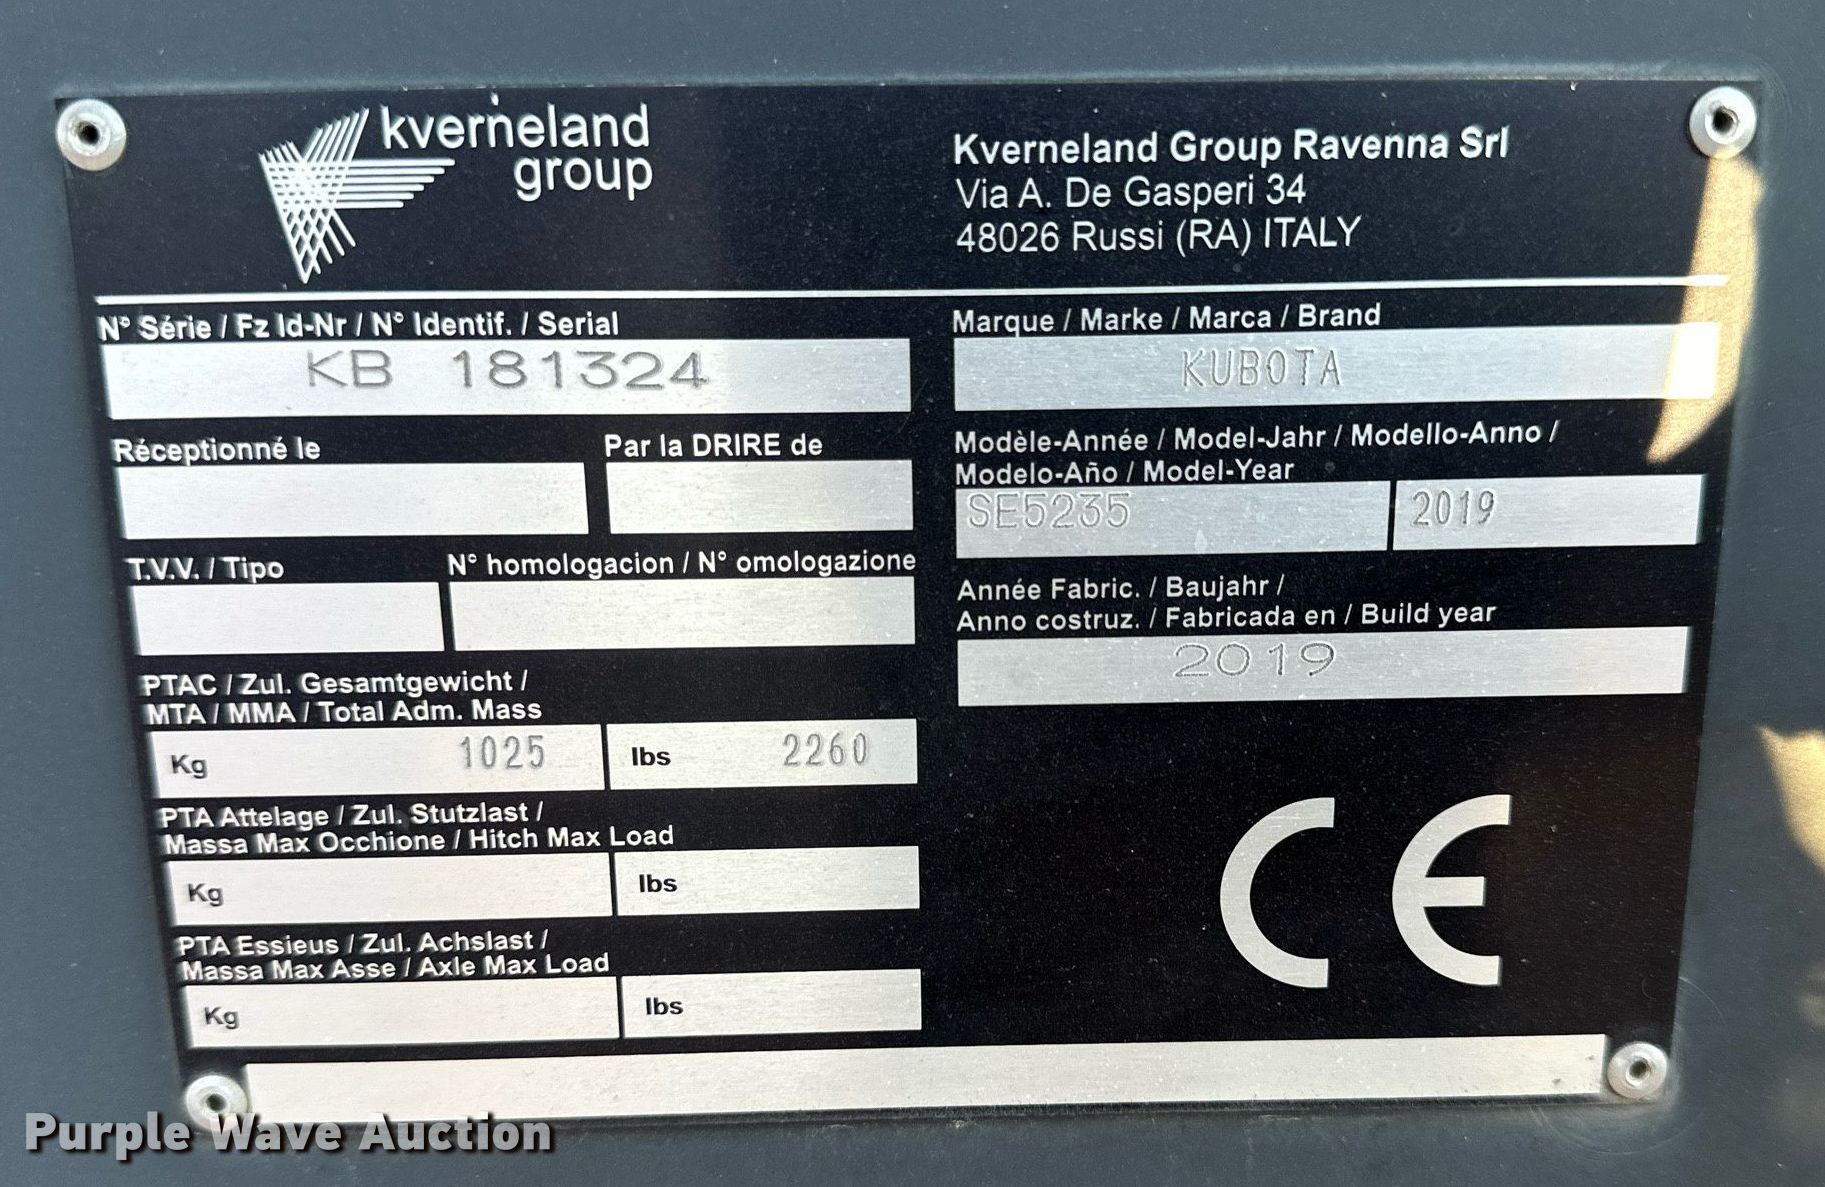 kverneland
group
Kverneland Group Ravenna Srl
Via A. De Gasperi 34
48026 Russi (RA) ITALY
N° Série / Fz Id-Nr / N° Identif. / Serial
KB 181324
Marque / Marke / Marca / Brand
KUBOTA
Réceptionné le
Par la DRIRE de
Modèle-Année / Model-Jahr / Modello-Anno /
Modelo-Año / Model-Year
SE5235
2019
T.V.V. / Tipo
N° homologacion / N° omologazione
Année Fabric. / Baujahr /
Anno costruz. / Fabricada en / Build year
2019
PTAC / Zul. Gesamtgewicht /
MTA / MMA / Total Adm. Mass
Kg 1025
lbs 2260
PTA Attelage / Zul. Stutzlast /
Massa Max Occhione / Hitch Max Load
Kg
lbs
PTA Essieus / Zul. Achslast /
Massa Max Asse / Axle Max Load
Kg
lbs
CE
Purple Wave Auction